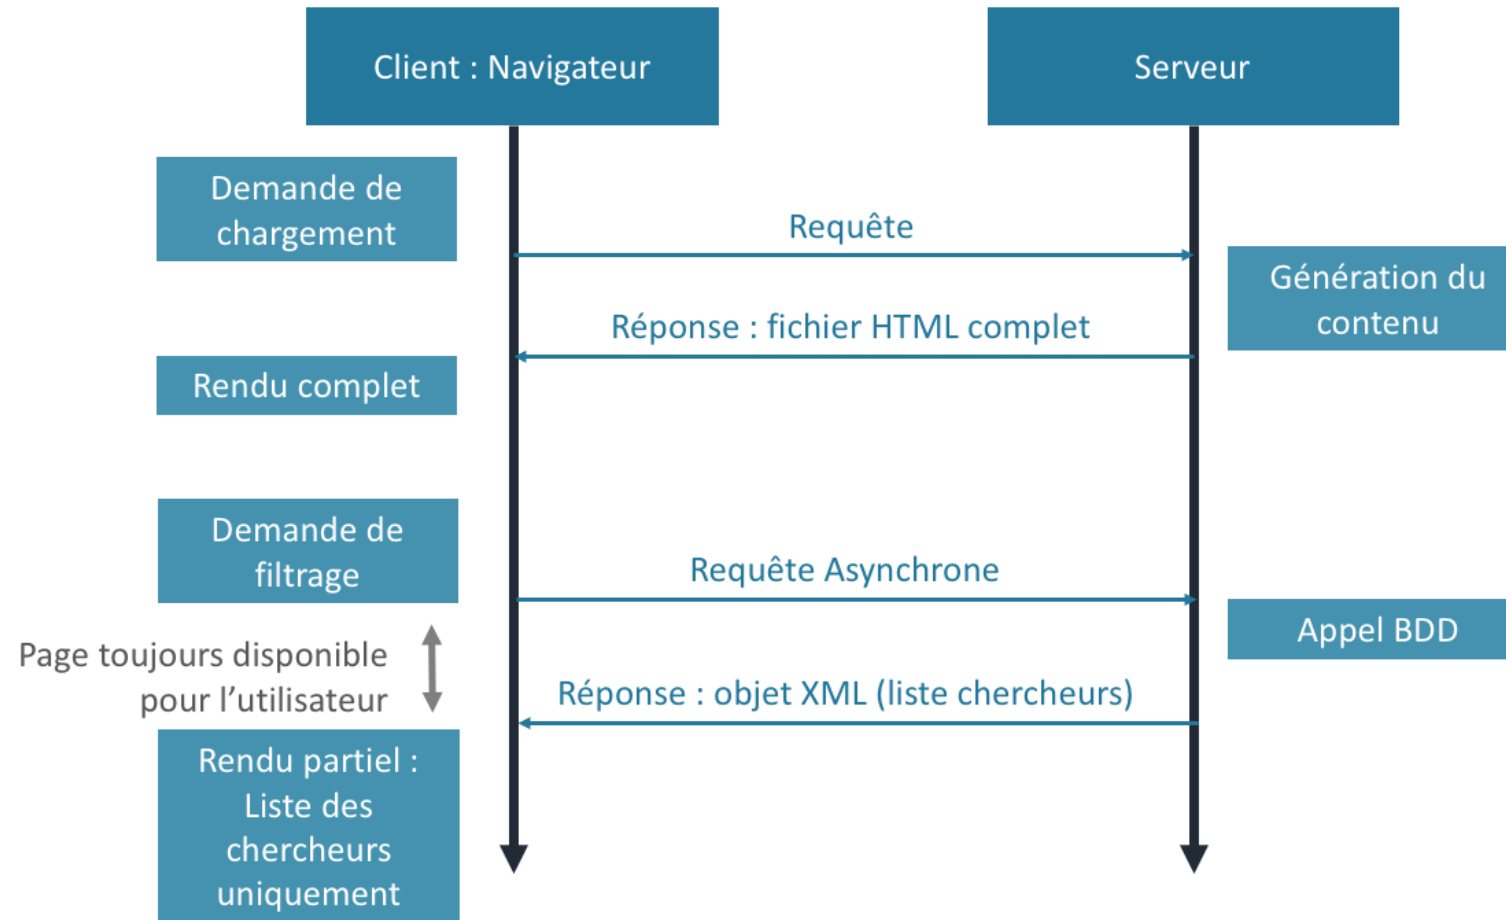 Client : Navigateur
Serveur
Demande de
chargement
Requête
Génération du
contenu
Réponse : fichier HTML complet
Rendu complet
Demande de
filtrage
Requête Asynchrone
Appel BDD
Page toujours disponible
pour l’utilisateur
Réponse : objet XML (liste chercheurs)
Rendu partiel :
Liste des
chercheurs
uniquement